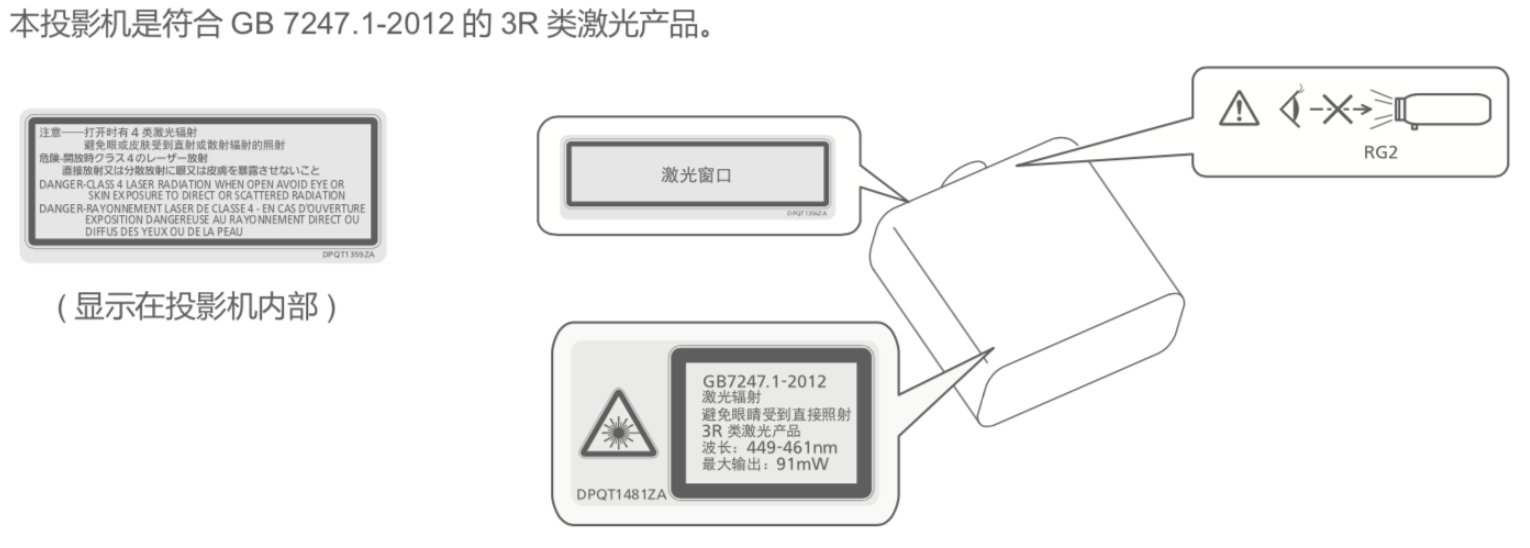 本投影机是符合 GB 7247.1-2012 的 3R 类激光产品。
注意——打开时有 4 类激光辐射
避免眼或皮肤受到直射或散射辐射的照射
危険-開放時クラス4のレーザー放射
直接放射又は分散放射に眼又は皮膚を暴露させないこと
DANGER-CLASS 4 LASER RADIATION WHEN OPEN AVOID EYE OR
SKIN EXPOSURE TO DIRECT OR SCATTERED RADIATION
DANGER-RAYONNEMENT LASER DE CLASSE 4 - EN CAS D'OUVERTURE
EXPOSITION DANGEREUSE AU RAYONNEMENT DIRECT OU
DIFFUS DES YEUX OU DE LA PEAU
DPQT1359ZA
(显示在投影机内部)
激光窗口
DPQT1356ZA
RG2
GB7247.1-2012
激光辐射
避免眼睛受到直接照射
3R 类激光产品
波长：449-461nm
最大输出：91mW
DPQT1481ZA